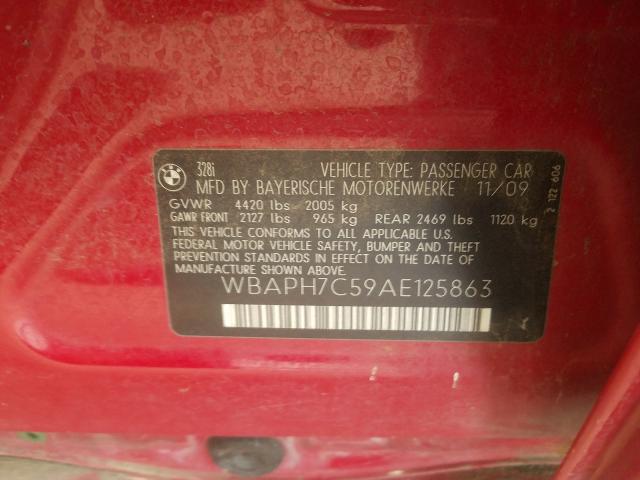 BMW
328i VEHICLE TYPE: PASSENGER CAR
MFD BY BAYERISCHE MOTORENWERKE 11/09
GVWR 4420 lbs 2005 kg
GAWR FRONT 2127 lbs 965 kg REAR 2469 lbs 1120 kg
THIS VEHICLE CONFORMS TO ALL APPLICABLE U.S.
FEDERAL MOTOR VEHICLE SAFETY, BUMPER AND THEFT
PREVENTION STANDARDS IN EFFECT ON THE DATE OF
MANUFACTURE SHOWN ABOVE.
WBAPH7C59AE125863
2 122 606